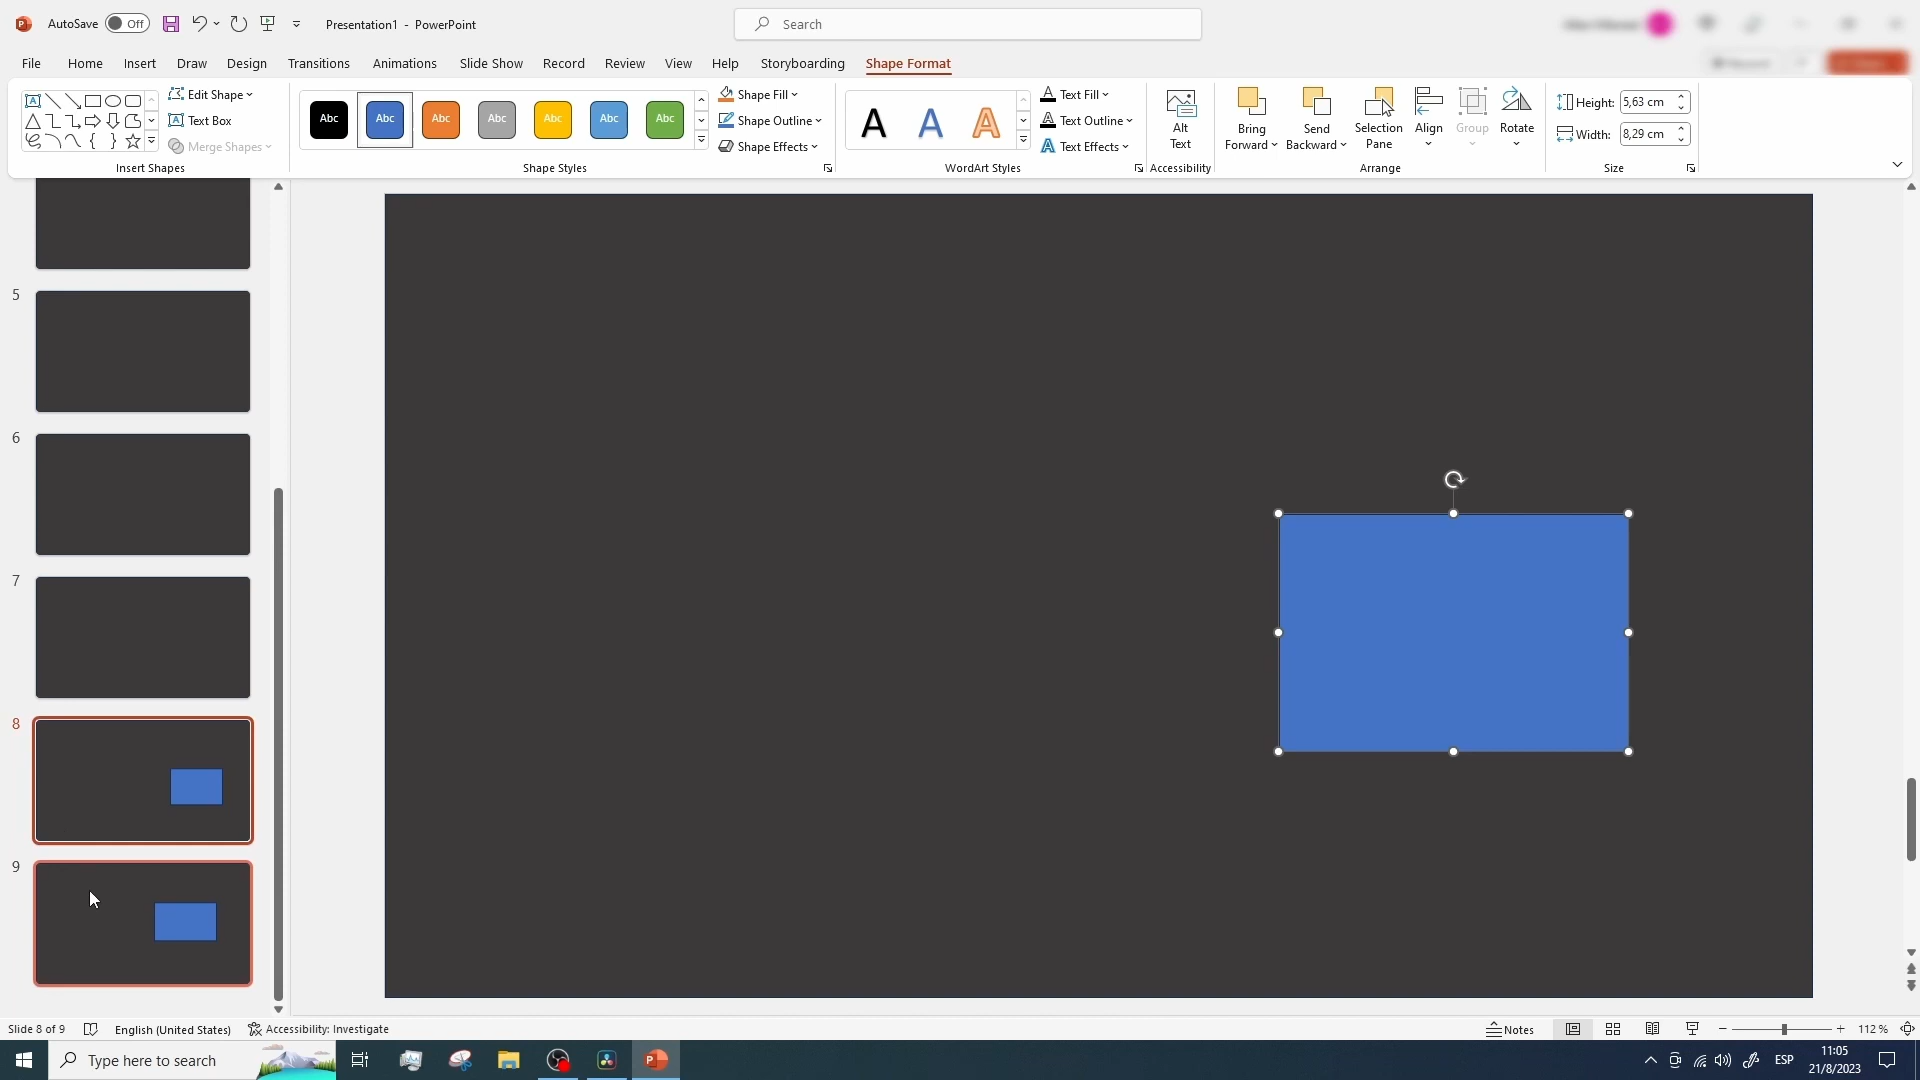 AutoSave Off Presentation1 - PowerPoint Search
File Home Insert Draw Design Transitions Animations Slide Show Record Review View Help Storyboarding Shape Format
Edit Shape
Text Box
Merge Shapes
Insert Shapes
Abc Abc Abc Abc Abc Abc Abc
Shape Styles
Shape Fill
Shape Outline
Shape Effects
A A A
WordArt Styles
Text Fill
Text Outline
Text Effects
Alt
Text
Accessibility
Bring
Forward
Send
Backward
Selection
Pane
Align
Group
Rotate
Arrange
Height: 5,63 cm
Width: 8,29 cm
Size
5
6
7
8
9
Slide 8 of 9 English (United States) Accessibility: Investigate Notes 112 %
Type here to search ESP 11:05
21/8/2023